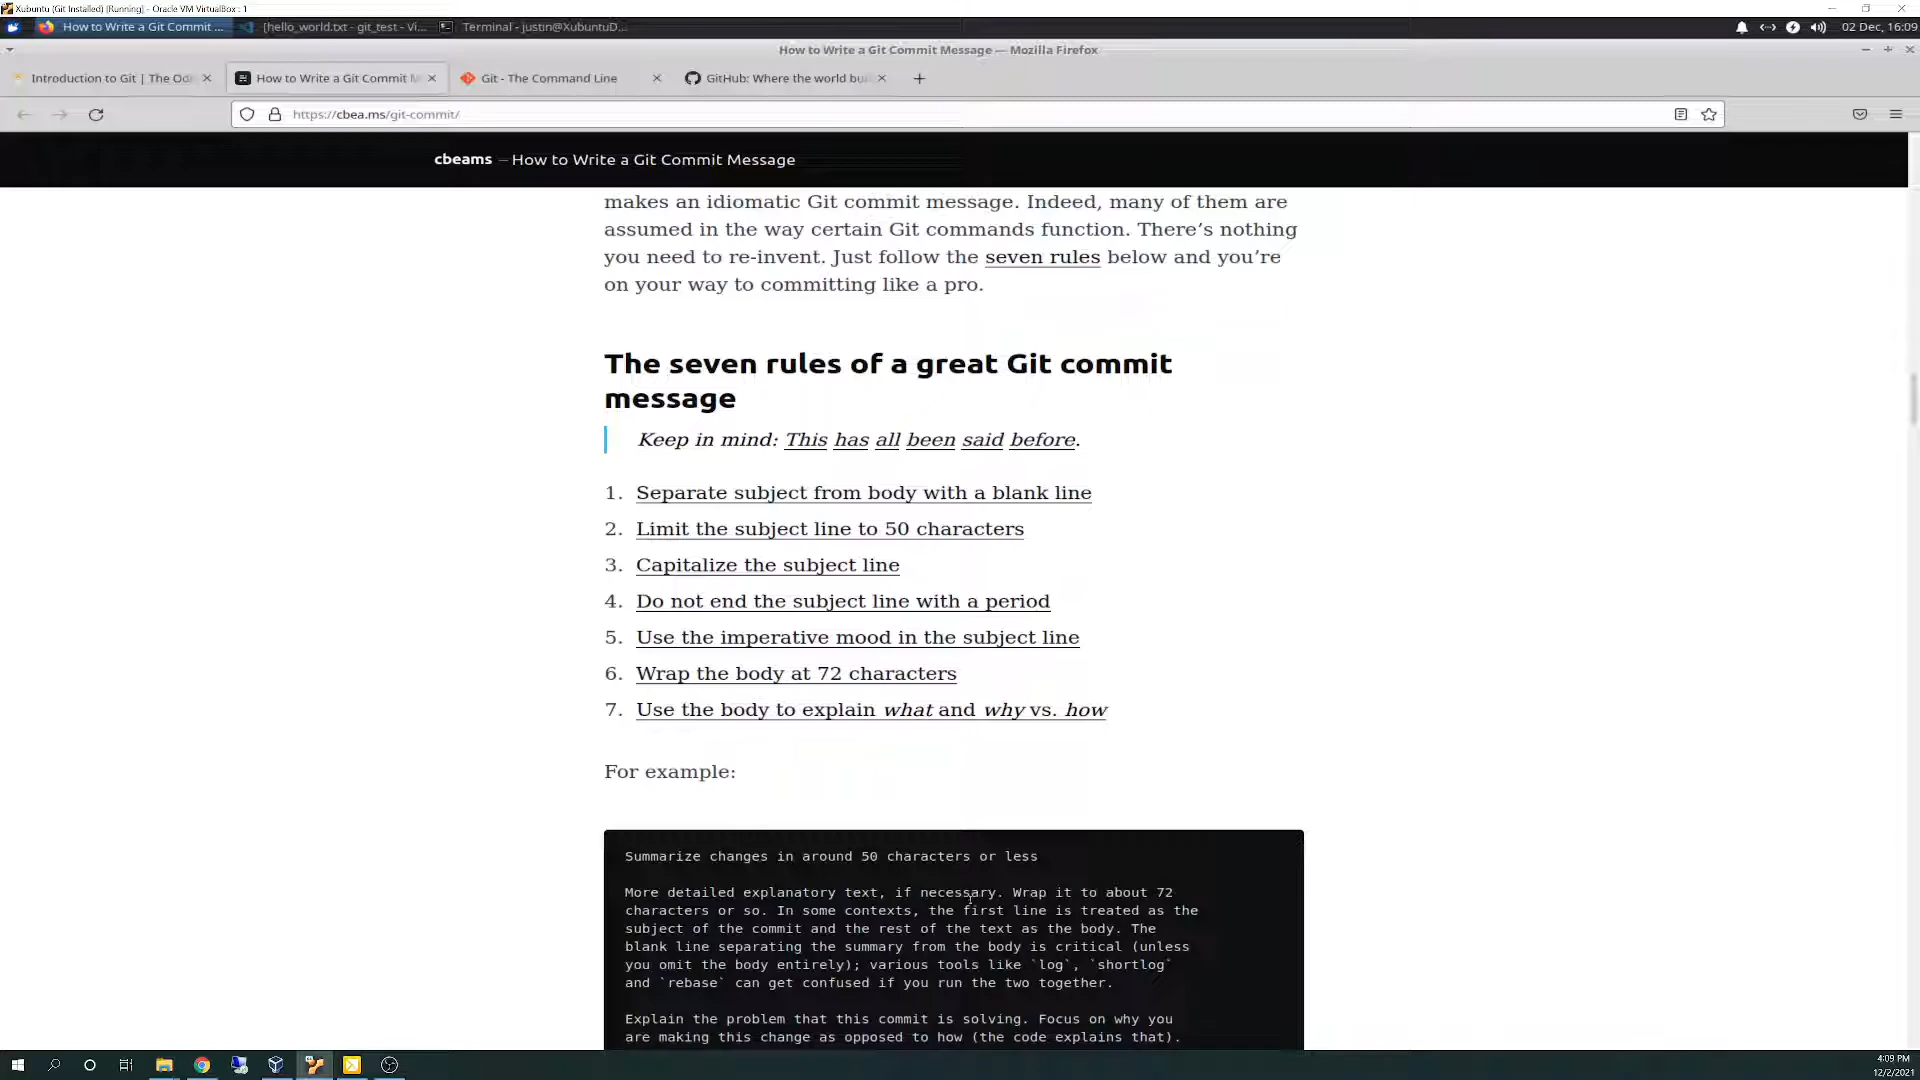 Xubuntu (Git Installed) [Running] - Oracle VM VirtualBox : 1
How to Write a Git Commit ...
[hello_world.txt - git_test - Vi...
Terminal - justin@XubuntuD...
02 Dec, 16:09
How to Write a Git Commit Message — Mozilla Firefox
Introduction to Git | The Odi
How to Write a Git Commit M
Git - The Command Line
GitHub: Where the world bui
https://cbea.ms/git-commit/
cbeams – How to Write a Git Commit Message
makes an idiomatic Git commit message. Indeed, many of them are
assumed in the way certain Git commands function. There’s nothing
you need to re-invent. Just follow the seven rules below and you’re
on your way to committing like a pro.
The seven rules of a great Git commit
message
Keep in mind: This has all been said before.
1. Separate subject from body with a blank line
2. Limit the subject line to 50 characters
3. Capitalize the subject line
4. Do not end the subject line with a period
5. Use the imperative mood in the subject line
6. Wrap the body at 72 characters
7. Use the body to explain what and why vs. how
For example:
Summarize changes in around 50 characters or less
More detailed explanatory text, if necessary. Wrap it to about 72
characters or so. In some contexts, the first line is treated as the
subject of the commit and the rest of the text as the body. The
blank line separating the summary from the body is critical (unless
you omit the body entirely); various tools like `log`, `shortlog`
and `rebase` can get confused if you run the two together.
Explain the problem that this commit is solving. Focus on why you
are making this change as opposed to how (the code explains that).
4:09 PM
12/2/2021